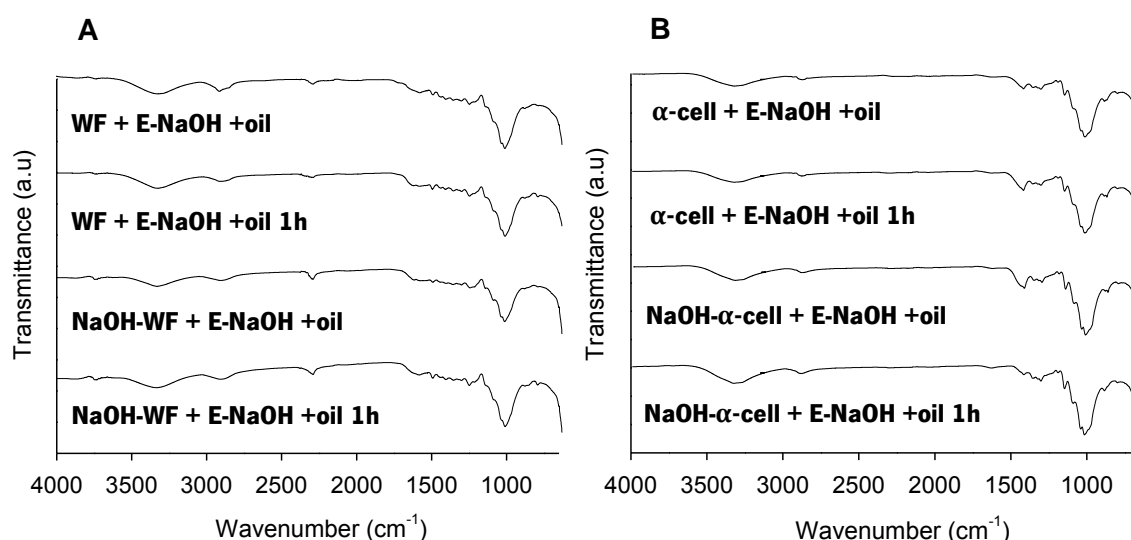 A
Transmittance (a.u)
WF + E-NaOH +oil
WF + E-NaOH +oil 1h
NaOH-WF + E-NaOH +oil
NaOH-WF + E-NaOH +oil 1h
4000 3500 3000 2500 2000 1500 1000
Wavenumber (cm⁻¹)
B
Transmittance (a.u)
α-cell + E-NaOH +oil
α-cell + E-NaOH +oil 1h
NaOH-α-cell + E-NaOH +oil
NaOH-α-cell + E-NaOH +oil 1h
4000 3500 3000 2500 2000 1500 1000
Wavenumber (cm⁻¹)